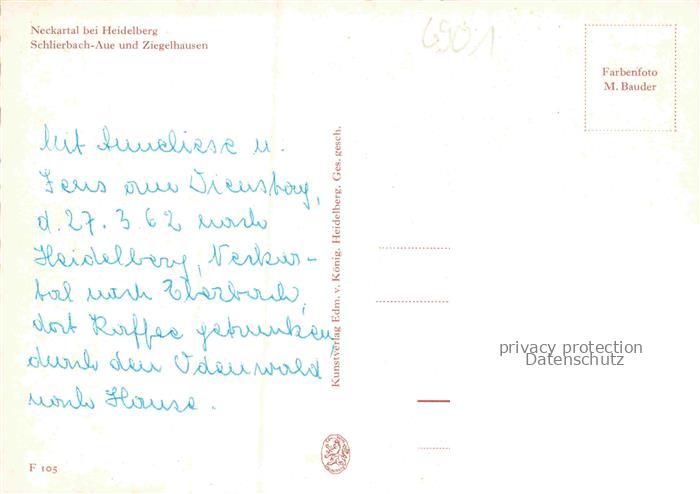 Neckartal bei Heidelberg
Schlierbach-Aue und Ziegelhausen
6901
Farbenfoto
M. Bauder
Mit Anneliese u.
Jens am Dienstag,
d. 27. 3. 62 nach
Heidelberg, Neckar-
tal nach Eberbach,
dort Kaffee getrunken,
durch den Odenwald
nach Hause.
Kunstverlag Edm. v. König, Heidelberg. Ges. gesch.
privacy protection
Datenschutz
F 105